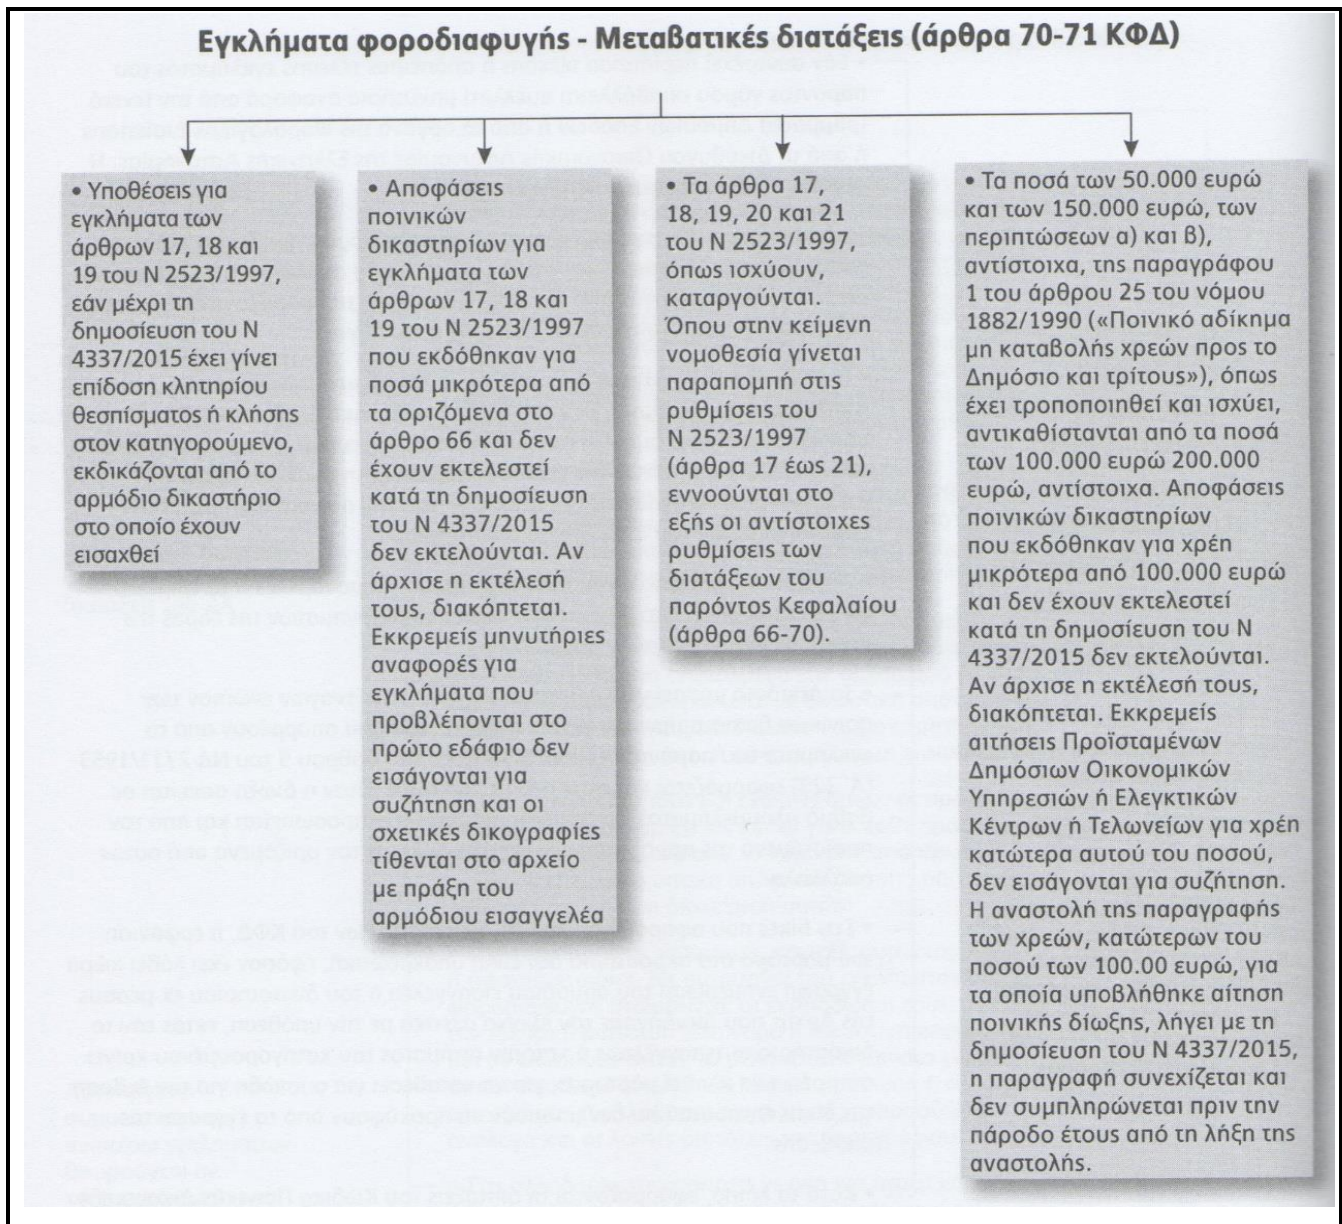 Εγκλήματα φοροδιαφυγής - Μεταβατικές διατάξεις (άρθρα 70-71 ΚΦΔ)
• Υποθέσεις για
εγκλήματα των
άρθρων 17, 18 και
19 του Ν 2523/1997,
εάν μέχρι τη
δημοσίευση του Ν
4337/2015 έχει γίνει
επίδοση κλητηρίου
θεσπίσματος ή κλήσης
στον κατηγορούμενο,
εκδικάζονται από το
αρμόδιο δικαστήριο
στο οποίο έχουν
εισαχθεί
• Αποφάσεις
ποινικών
δικαστηρίων για
εγκλήματα των
άρθρων 17, 18 και
19 του Ν 2523/1997
που εκδόθηκαν για
ποσά μικρότερα από
τα οριζόμενα στο
άρθρο 66 και δεν
έχουν εκτελεστεί
κατά τη δημοσίευση
του Ν 4337/2015
δεν εκτελούνται. Αν
άρχισε η εκτέλεσή
τους, διακόπτεται.
Εκκρεμείς μηνυτήριες
αναφορές για
εγκλήματα που
προβλέπονται στο
πρώτο εδάφιο δεν
εισάγονται για
συζήτηση και οι
σχετικές δικογραφίες
τίθενται στο αρχείο
με πράξη του
αρμόδιου εισαγγελέα
• Τα άρθρα 17,
18, 19, 20 και 21
του Ν 2523/1997,
όπως ισχύουν,
καταργούνται.
Όπου στην κείμενη
νομοθεσία γίνεται
παραπομπή στις
ρυθμίσεις του
Ν 2523/1997
(άρθρα 17 έως 21),
εννοούνται στο
εξής οι αντίστοιχες
ρυθμίσεις των
διατάξεων του
παρόντος Κεφαλαίου
(άρθρα 66-70).
• Τα ποσά των 50.000 ευρώ
και των 150.000 ευρώ, των
περιπτώσεων α) και β),
αντίστοιχα, της παραγράφου
1 του άρθρου 25 του νόμου
1882/1990 («Ποινικό αδίκημα
μη καταβολής χρεών προς το
Δημόσιο και τρίτους»), όπως
έχει τροποποιηθεί και ισχύει,
αντικαθίστανται από τα ποσά
των 100.000 ευρώ 200.000
ευρώ, αντίστοιχα. Αποφάσεις
ποινικών δικαστηρίων
που εκδόθηκαν για χρέη
μικρότερα από 100.000 ευρώ
και δεν έχουν εκτελεστεί
κατά τη δημοσίευση του Ν
4337/2015 δεν εκτελούνται.
Αν άρχισε η εκτέλεσή τους,
διακόπτεται. Εκκρεμείς
αιτήσεις Προϊσταμένων
Δημόσιων Οικονομικών
Υπηρεσιών ή Ελεγκτικών
Κέντρων ή Τελωνείων για χρέη
κατώτερα αυτού του ποσού,
δεν εισάγονται για συζήτηση.
Η αναστολή της παραγραφής
των χρεών, κατώτερων του
ποσού των 100.00 ευρώ, για
τα οποία υποβλήθηκε αίτηση
ποινικής δίωξης, λήγει με τη
δημοσίευση του Ν 4337/2015,
η παραγραφή συνεχίζεται και
δεν συμπληρώνεται πριν την
πάροδο έτους από τη λήξη της
αναστολής.